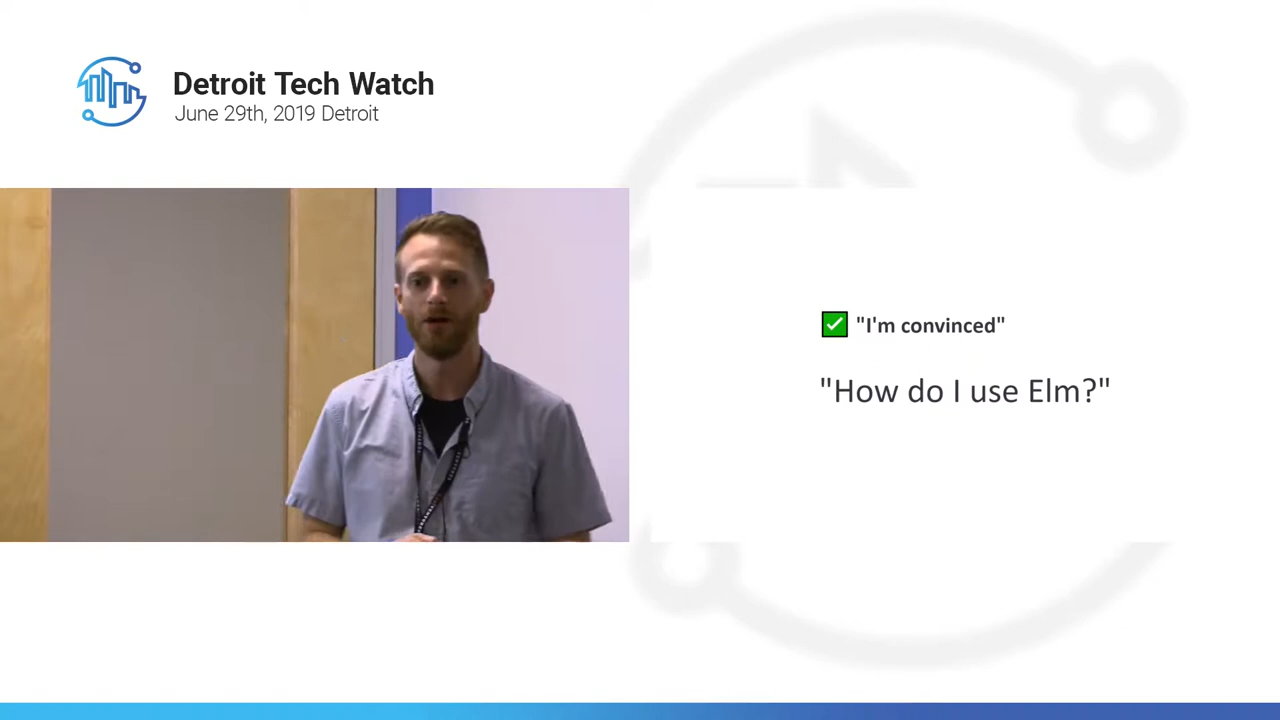 Detroit Tech Watch
June 29th, 2019 Detroit
✅ "I'm convinced"
"How do I use Elm?"